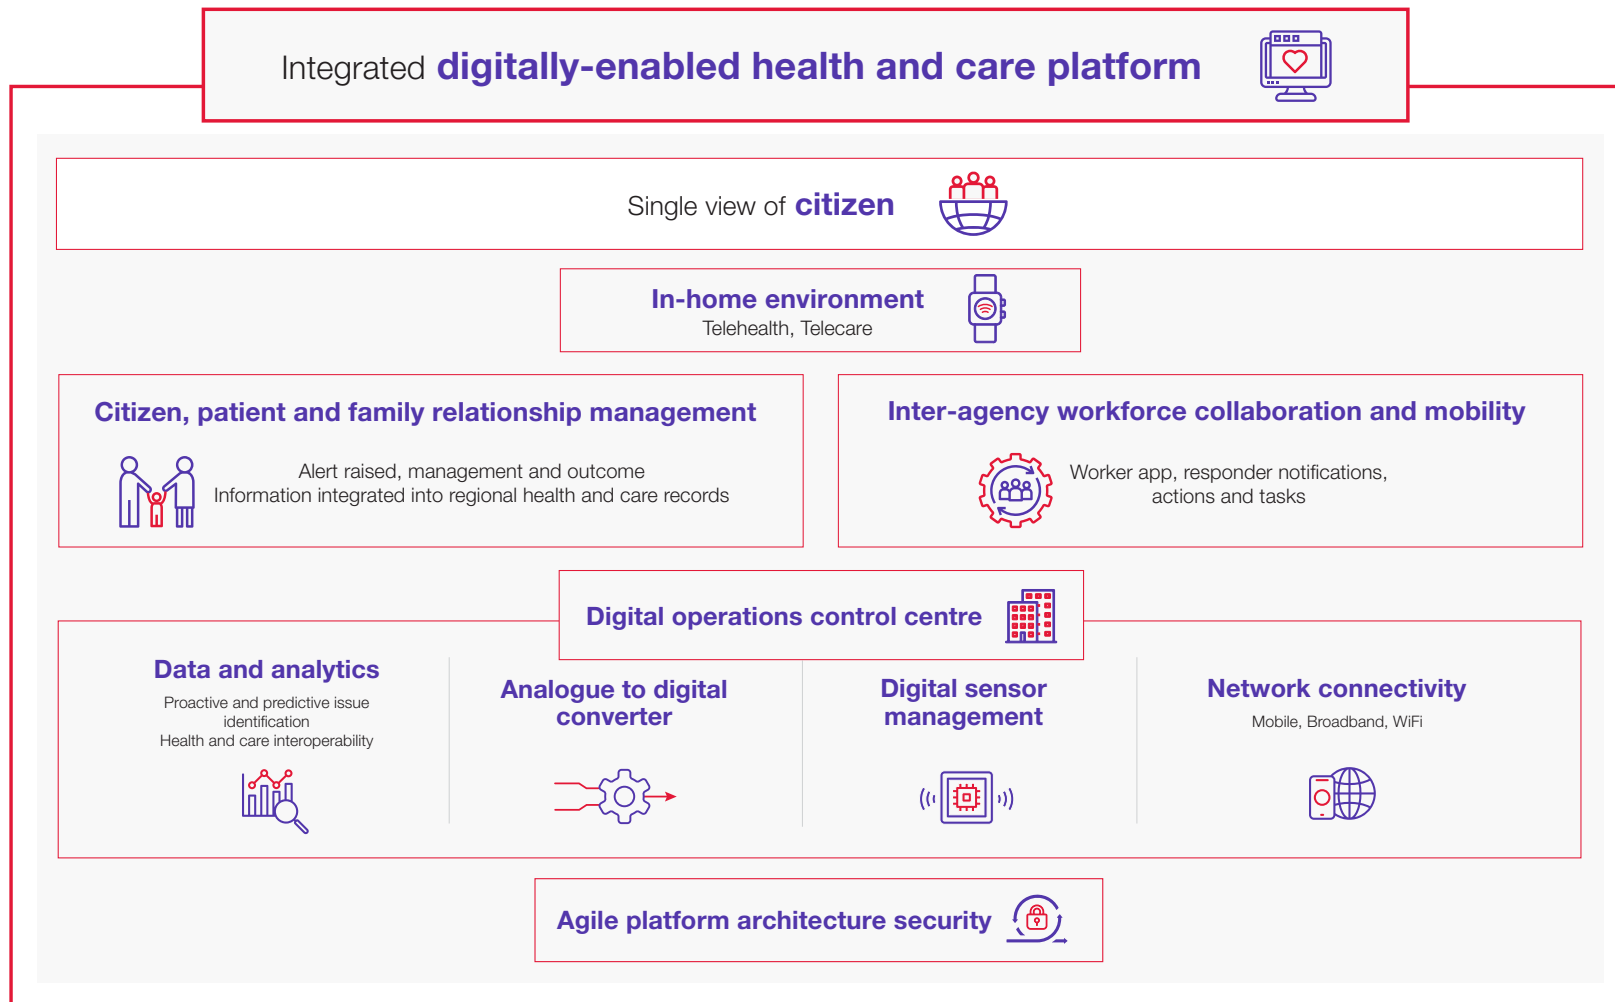 Integrated digitally-enabled health and care platform
Single view of citizen
In-home environment
Telehealth, Telecare
Citizen, patient and family relationship management
Alert raised, management and outcome
Information integrated into regional health and care records
Inter-agency workforce collaboration and mobility
Worker app, responder notifications,
actions and tasks
Digital operations control centre
Data and analytics
Proactive and predictive issue
identification
Health and care interoperability
Analogue to digital
converter
Digital sensor
management
Network connectivity
Mobile, Broadband, WiFi
Agile platform architecture security